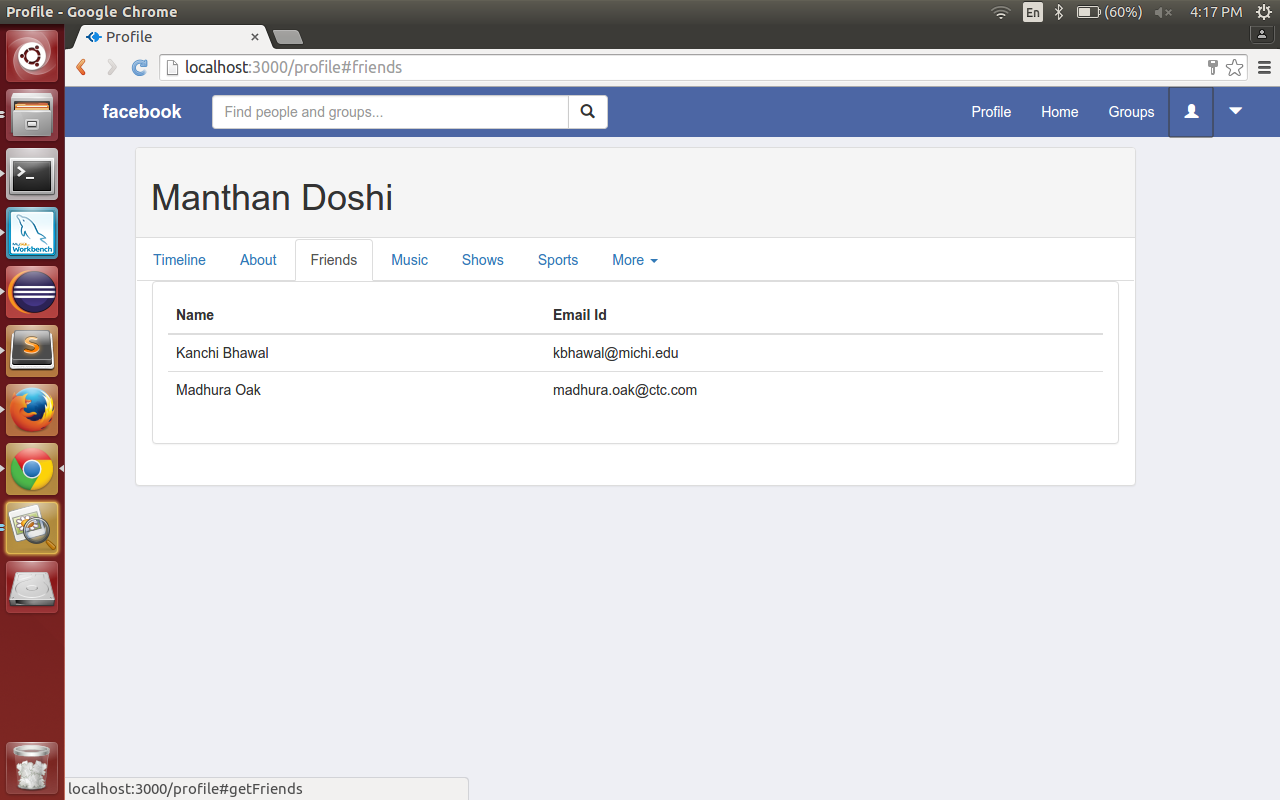 Profile - Google Chrome En (60%) 4:17 PM
Profile
localhost:3000/profile#friends
facebook Find people and groups... Profile Home Groups
Manthan Doshi
Timeline About Friends Music Shows Sports More
Name Email Id
Kanchi Bhawal kbhawal@michi.edu
Madhura Oak madhura.oak@ctc.com
Workbench
S
localhost:3000/profile#getFriends